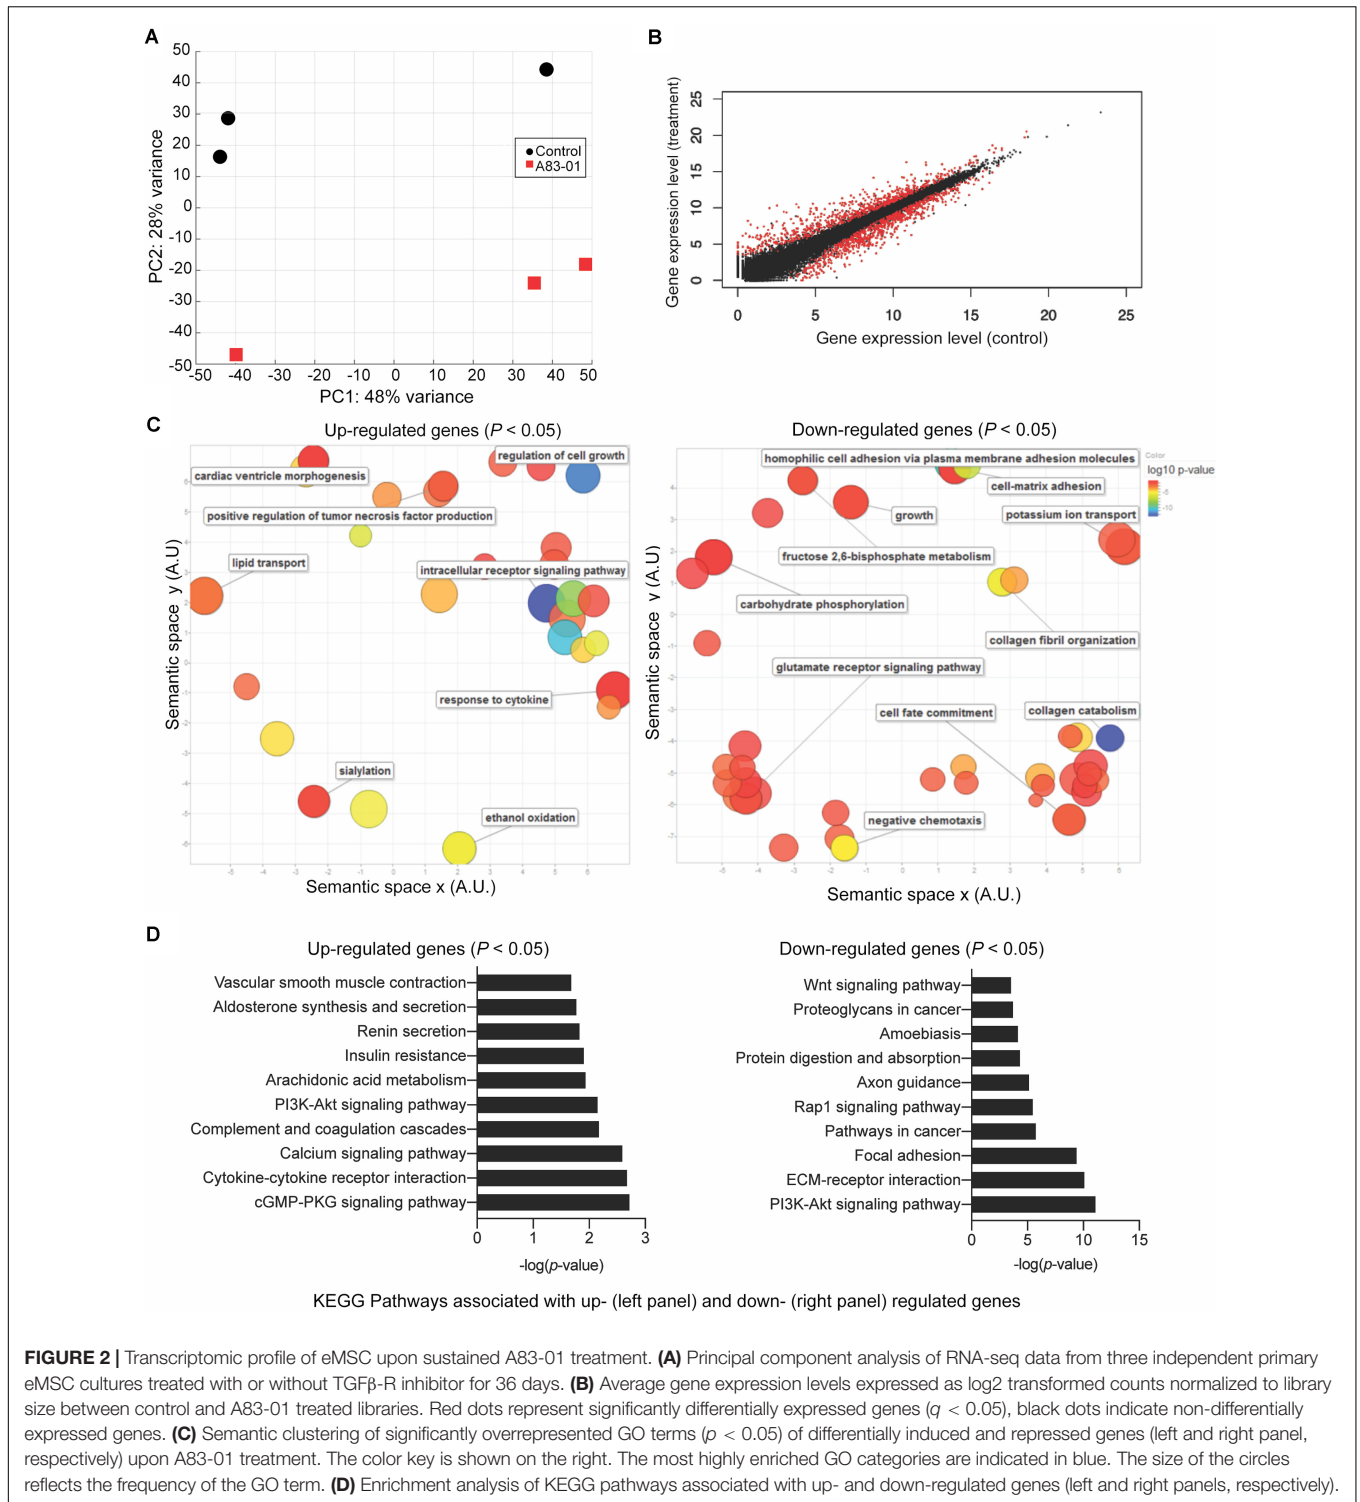 A
50
40
30
20
10
0
-10
-20
-30
-40
-50
-50 -40 -30 -20 -10 0 10 20 30 40 50
PC2: 28% variance
PC1: 48% variance
Control
A83-01
B
25
20
15
10
5
0
0 5 10 15 20 25
Gene expression level (treatment)
Gene expression level (control)
C
Up-regulated genes (P < 0.05)
regulation of cell growth
cardiac ventricle morphogenesis
positive regulation of tumor necrosis factor production
lipid transport
intracellular receptor signaling pathway
response to cytokine
sialylation
ethanol oxidation
Semantic space y (A.U)
Semantic space x (A.U.)
Down-regulated genes (P < 0.05)
homophilic cell adhesion via plasma membrane adhesion molecules
cell-matrix adhesion
growth
potassium ion transport
fructose 2,6-bisphosphate metabolism
carbohydrate phosphorylation
collagen fibril organization
glutamate receptor signaling pathway
cell fate commitment
collagen catabolism
negative chemotaxis
Semantic space y (A.U)
Semantic space x (A.U.)
Color
log10 p-value
-5
-10
D
Up-regulated genes (P < 0.05)
Vascular smooth muscle contraction
Aldosterone synthesis and secretion
Renin secretion
Insulin resistance
Arachidonic acid metabolism
PI3K-Akt signaling pathway
Complement and coagulation cascades
Calcium signaling pathway
Cytokine-cytokine receptor interaction
cGMP-PKG signaling pathway
0 1 2 3
-log(p-value)
Down-regulated genes (P < 0.05)
Wnt signaling pathway
Proteoglycans in cancer
Amoebiasis
Protein digestion and absorption
Axon guidance
Rap1 signaling pathway
Pathways in cancer
Focal adhesion
ECM-receptor interaction
PI3K-Akt signaling pathway
0 5 10 15
-log(p-value)
KEGG Pathways associated with up- (left panel) and down- (right panel) regulated genes
FIGURE 2 | Transcriptomic profile of eMSC upon sustained A83-01 treatment. (A) Principal component analysis of RNA-seq data from three independent primary
eMSC cultures treated with or without TGFβ-R inhibitor for 36 days. (B) Average gene expression levels expressed as log2 transformed counts normalized to library
size between control and A83-01 treated libraries. Red dots represent significantly differentially expressed genes (q < 0.05), black dots indicate non-differentially
expressed genes. (C) Semantic clustering of significantly overrepresented GO terms (p < 0.05) of differentially induced and repressed genes (left and right panel,
respectively) upon A83-01 treatment. The color key is shown on the right. The most highly enriched GO categories are indicated in blue. The size of the circles
reflects the frequency of the GO term. (D) Enrichment analysis of KEGG pathways associated with up- and down-regulated genes (left and right panels, respectively).